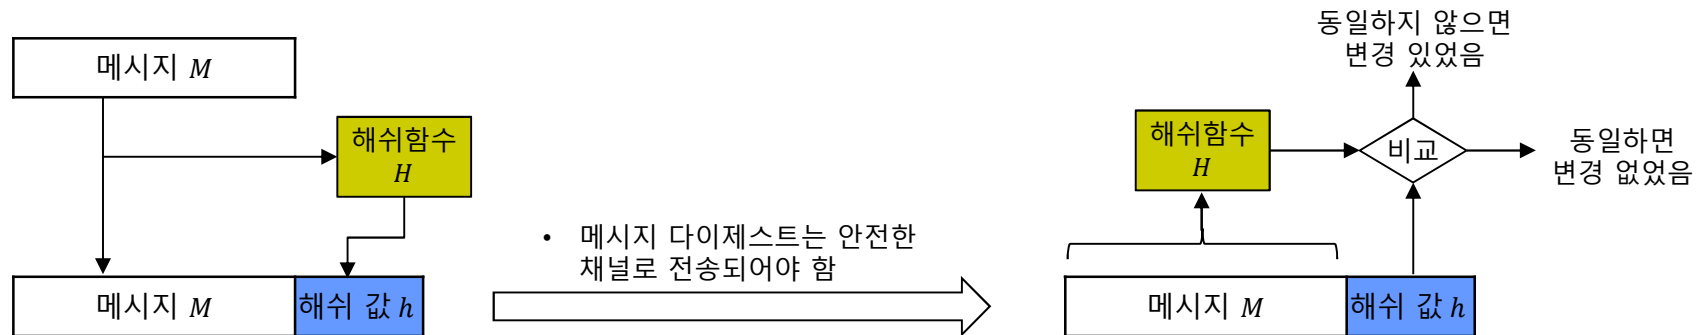 메시지 M
해쉬함수
H
메시지 M
해쉬 값 h
• 메시지 다이제스트는 안전한
채널로 전송되어야 함
동일하지 않으면
변경 있었음
해쉬함수
H
비교
동일하면
변경 없었음
메시지 M
해쉬 값 h